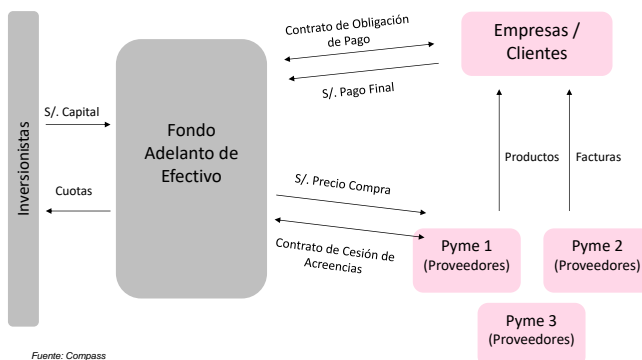 Inversionistas
S/. Capital
Cuotas
Fondo
Adelanto de
Efectivo
Contrato de Obligación
de Pago
S/. Pago Final
Empresas /
Clientes
Productos
Facturas
S/. Precio Compra
Contrato de Cesión de
Acreencias
Pyme 1
(Proveedores)
Pyme 2
(Proveedores)
Pyme 3
(Proveedores)
Fuente: Compass